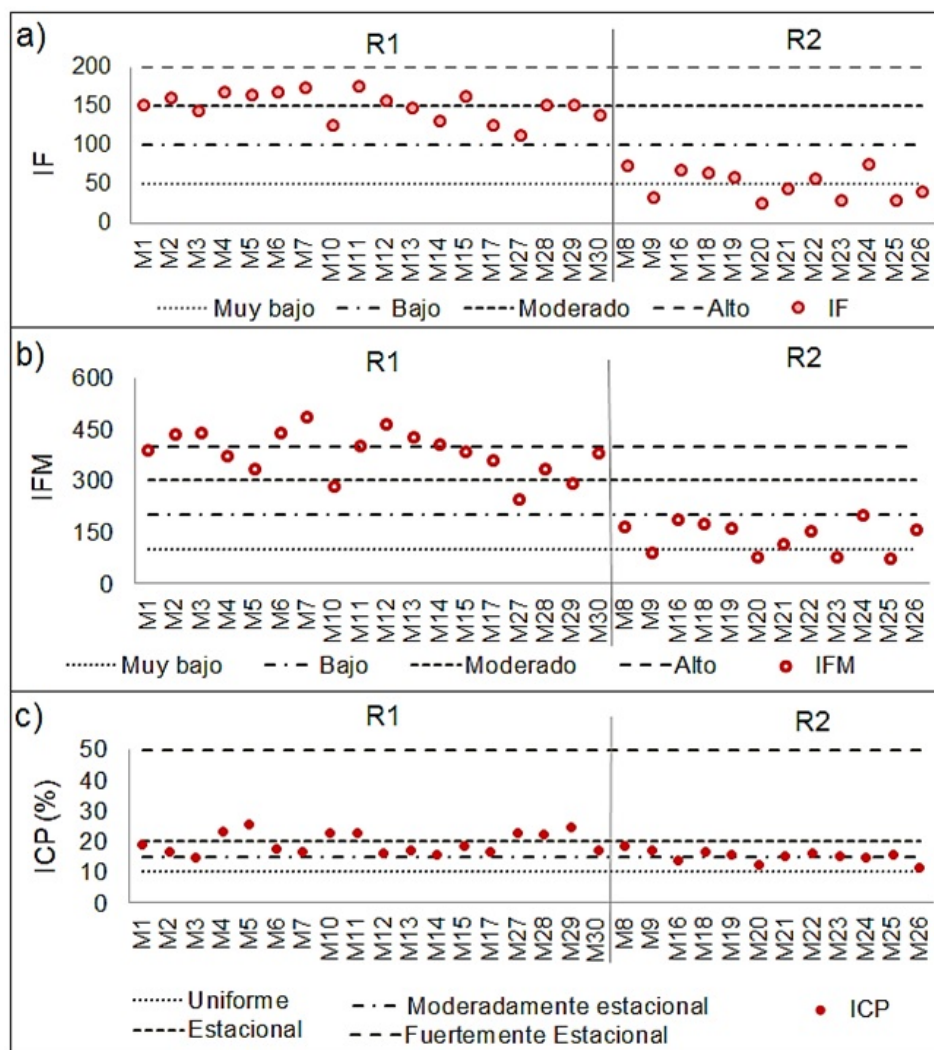 a)
R1
R2
200
150
100
50
0
IF
M1 M2 M3 M4 M5 M6 M7 M10 M11 M12 M13 M14 M15 M17 M27 M28 M29 M30 M8 M9 M16 M18 M19 M20 M21 M22 M23 M24 M25 M26
Muy bajo Bajo Moderado Alto IF
b)
R1
R2
600
450
300
150
0
IFM
M1 M2 M3 M4 M5 M6 M7 M10 M11 M12 M13 M14 M15 M17 M27 M28 M29 M30 M8 M9 M16 M18 M19 M20 M21 M22 M23 M24 M25 M26
Muy bajo Bajo Moderado Alto IFM
c)
R1
R2
50
40
30
20
10
0
ICP (%)
M1 M2 M3 M4 M5 M6 M7 M10 M11 M12 M13 M14 M15 M17 M27 M28 M29 M30 M8 M9 M16 M18 M19 M20 M21 M22 M23 M24 M25 M26
Uniforme Moderadamente estacional ICP
Estacional Fuertemente Estacional